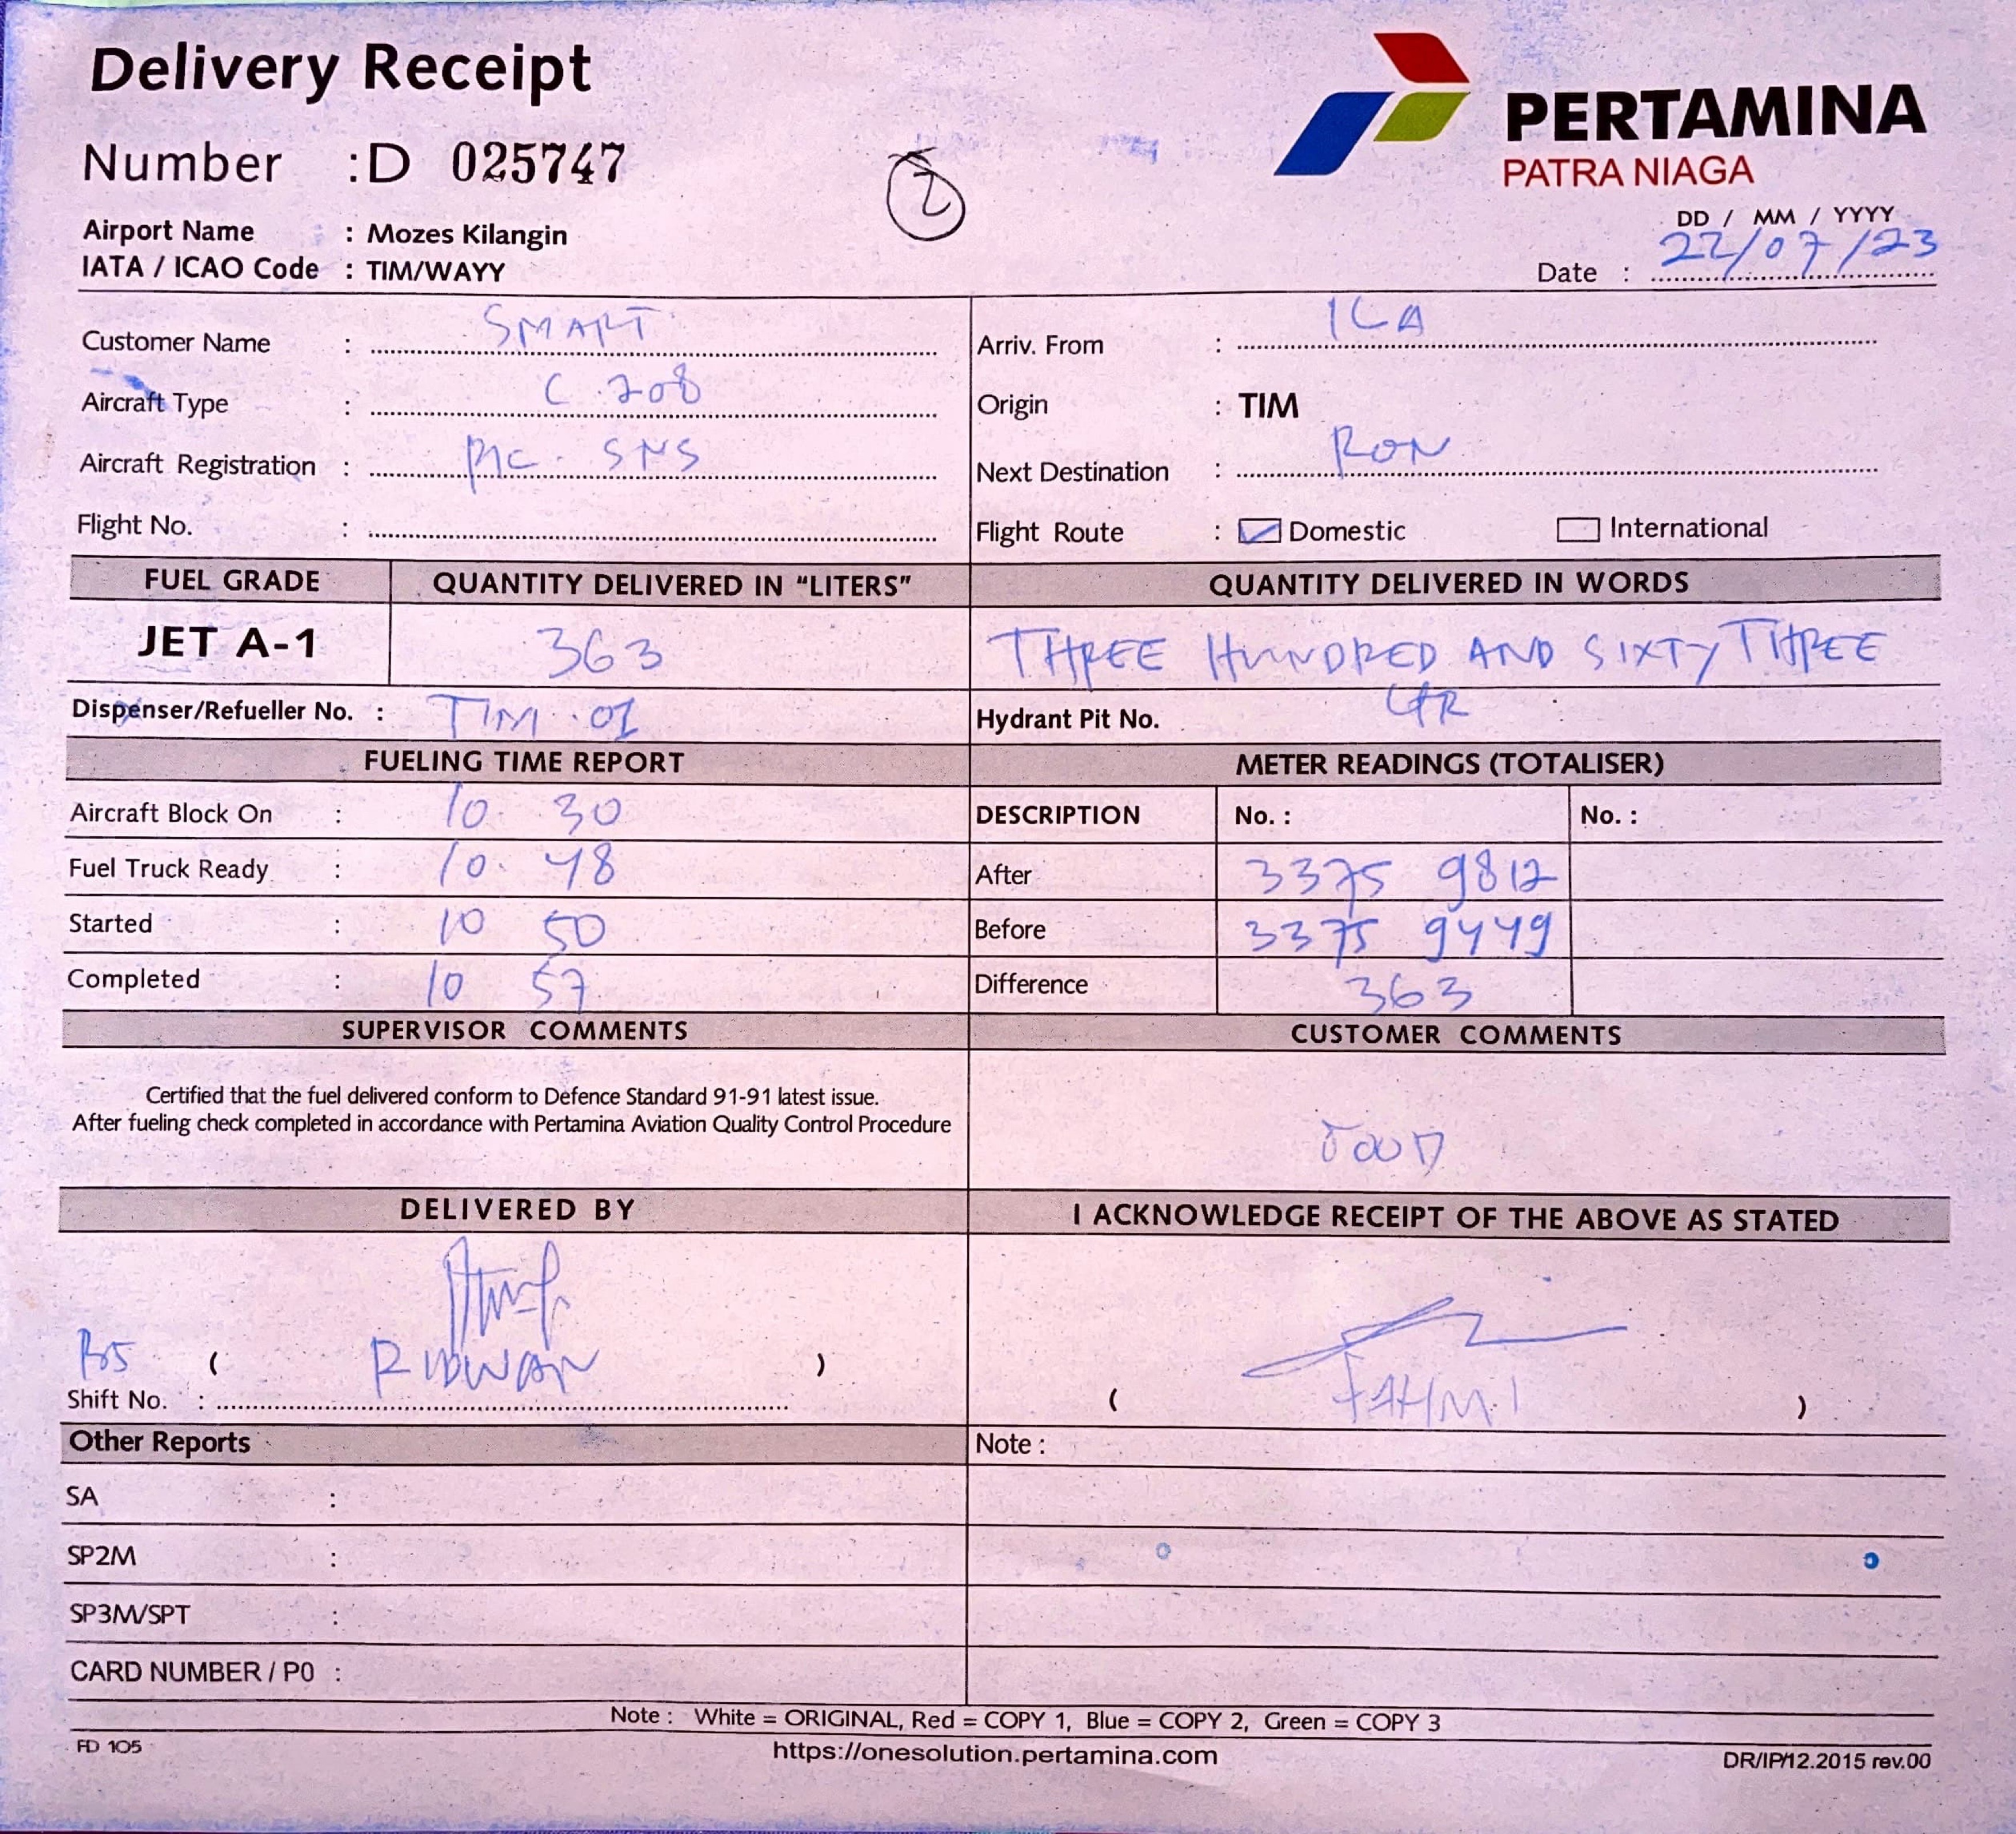 Delivery Receipt
Number : D 025747
PERTAMINA
PATRA NIAGA
Airport Name : Mozes Kilangin
IATA / ICAO Code : TIM/WAYY
DD / MM / YYYY
Date : 22/07/23
Customer Name : SMART
Arriv. From :
Aircraft Type : C 208
Origin : TIM
Aircraft Registration : PK. SNS
Next Destination : RON
Flight No. :
Flight Route : Domestic International
FUEL GRADE QUANTITY DELIVERED IN "LITERS" QUANTITY DELIVERED IN WORDS
JET A-1 363 THREE HUNDRED AND SIXTY THREE
LTR
Dispenser/Refueller No. : TIM . 01 Hydrant Pit No. :
FUELING TIME REPORT METER READINGS (TOTALISER)
Aircraft Block On : 10. 30 DESCRIPTION No. : No. :
Fuel Truck Ready : 10. 48 After 3375 9812
Started : 10 50 Before 3375 9449
Completed : 10 57 Difference 363
SUPERVISOR COMMENTS CUSTOMER COMMENTS
Certified that the fuel delivered conform to Defence Standard 91-91 latest issue.
After fueling check completed in accordance with Pertamina Aviation Quality Control Procedure
GOOD
DELIVERED BY I ACKNOWLEDGE RECEIPT OF THE ABOVE AS STATED
( RIDWAN )
Shift No. :
( FAHMI )
Other Reports Note :
SA :
SP2M :
SP3M/SPT :
CARD NUMBER / P0 :
Note : White = ORIGINAL, Red = COPY 1, Blue = COPY 2, Green = COPY 3
FD 105 https://onesolution.pertamina.com DR/IP/12.2015 rev.00